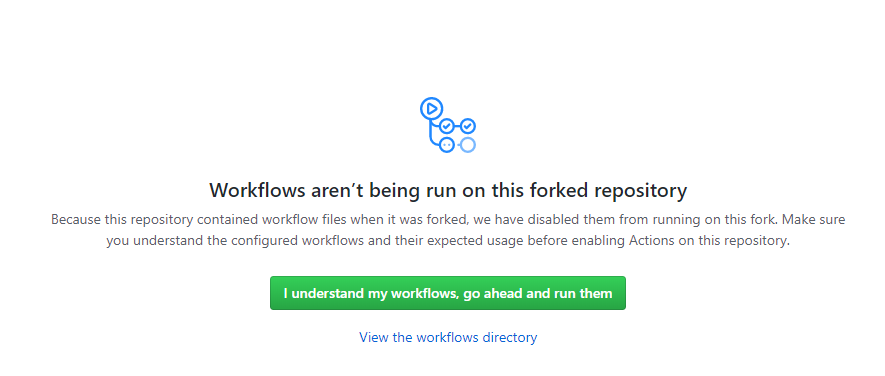 Workflows aren’t being run on this forked repository
Because this repository contained workflow files when it was forked, we have disabled them from running on this fork. Make sure
you understand the configured workflows and their expected usage before enabling Actions on this repository.
I understand my workflows, go ahead and run them
View the workflows directory